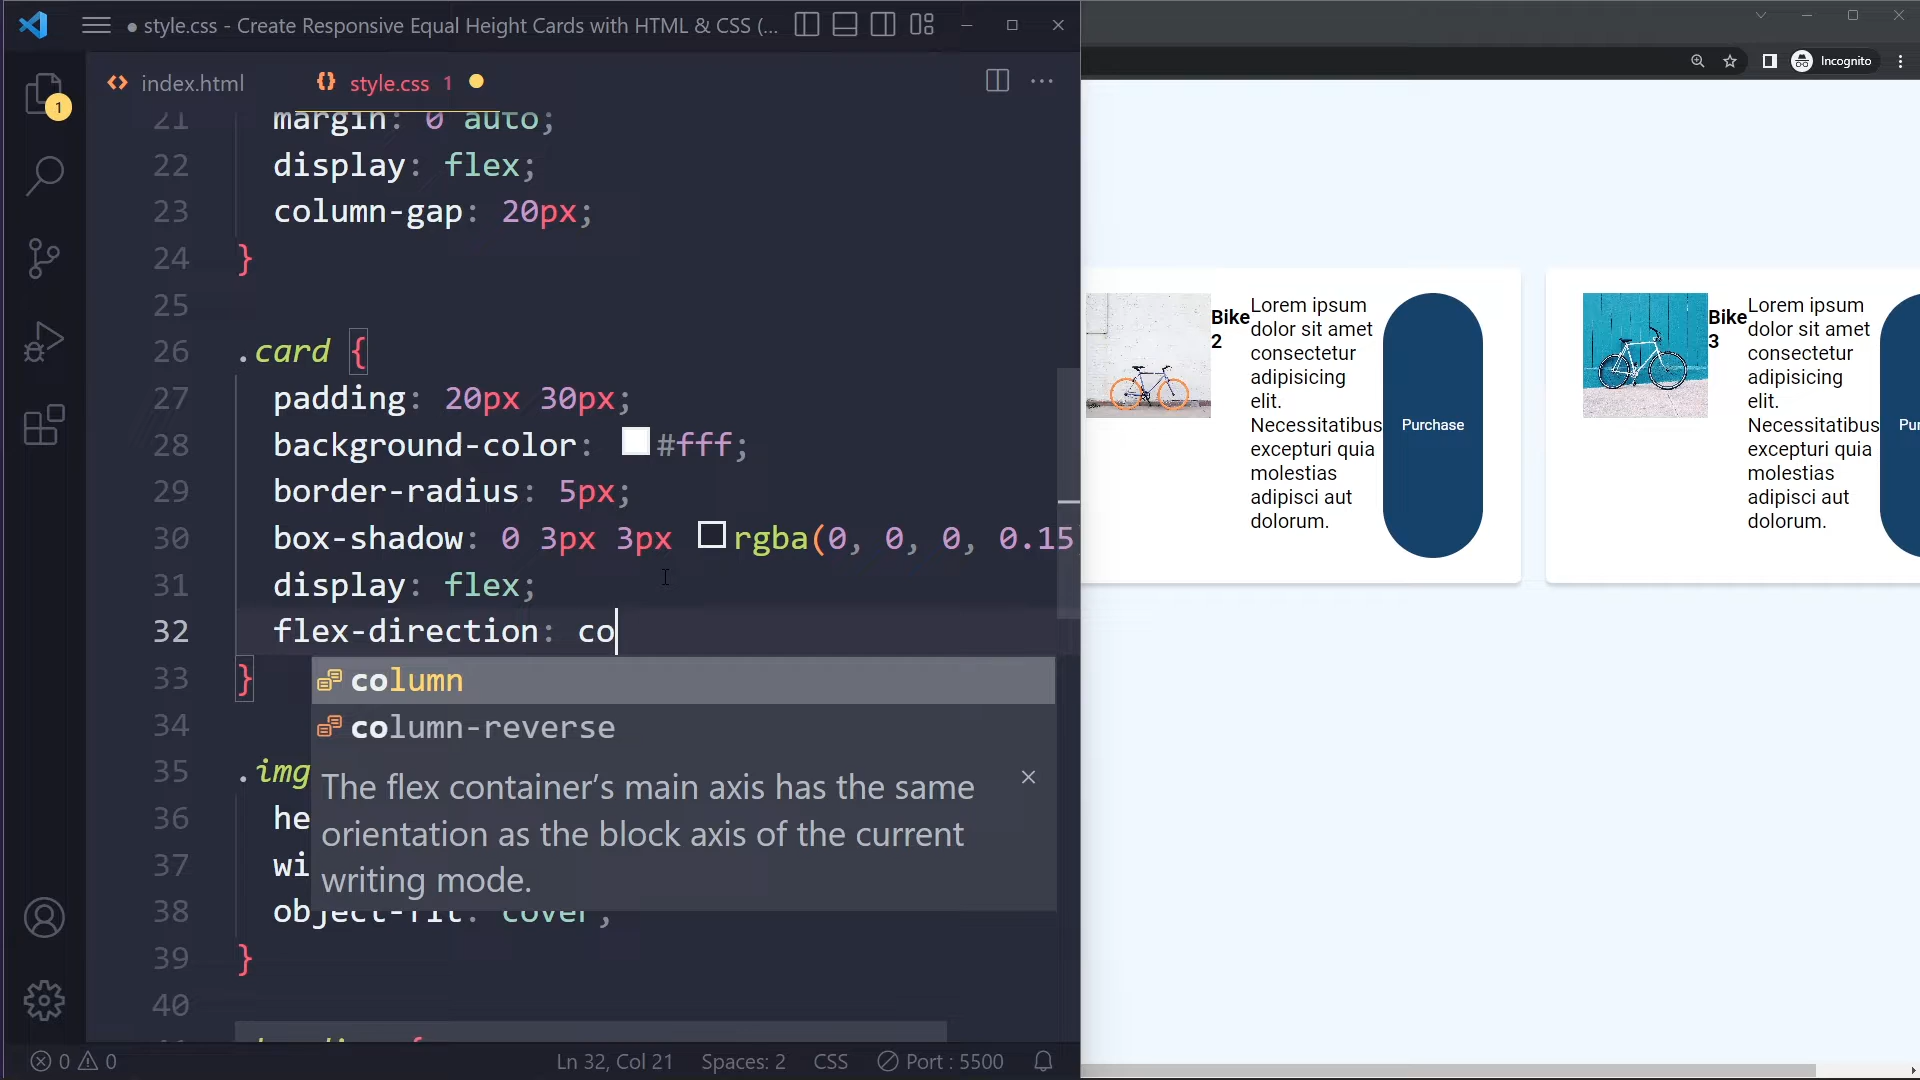 style.css - Create Responsive Equal Height Cards with HTML & CSS (...
Incognito
1
index.html
style.css 1
21 margin: 0 auto;
22 display: flex;
23 column-gap: 20px;
24 }
25
26 .card {
27 padding: 20px 30px;
28 background-color: #fff;
29 border-radius: 5px;
30 box-shadow: 0 3px 3px rgba(0, 0, 0, 0.15
31 display: flex;
32 flex-direction: co
33 }
column
34
column-reverse
35 .img
The flex container's main axis has the same
36 he
orientation as the block axis of the current
37 wi
writing mode.
38 object-fit: cover;
39 }
40
0 0
Ln 32, Col 21
Spaces: 2
CSS
Port : 5500
Bike
2
Lorem ipsum
dolor sit amet
consectetur
adipisicing
elit.
Necessitatibus
excepturi quia
molestias
adipisci aut
dolorum.
Purchase
Bike
3
Lorem ipsum
dolor sit amet
consectetur
adipisicing
elit.
Necessitatibus
excepturi quia
molestias
adipisci aut
dolorum.
Pur